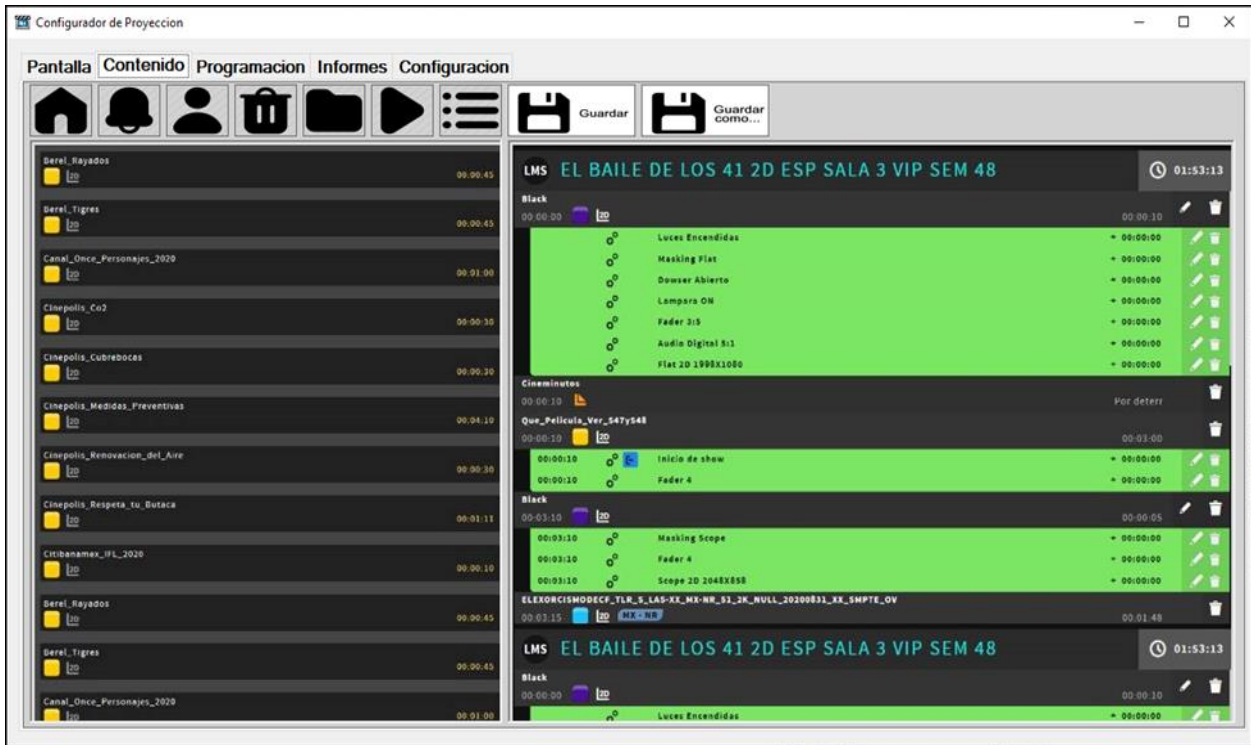 Configurador de Proyeccion
Pantalla Contenido Programacion Informes Configuracion
Guardar
Guardar como...
Berel_Rayados
2D 00:00:45
Berel_Tigres
2D 00:00:45
Canal_Once_Personajes_2020
2D 00:01:00
Cinepolis_Co2
2D 00:00:30
Cinepolis_Cubrebocas
2D 00:00:30
Cinepolis_Medidas_Preventivas
2D 00:04:10
Cinepolis_Renovacion_del_Aire
2D 00:00:30
Cinepolis_Respeta_tu_Butaca
2D 00:01:11
Citibanamex_IFL_2020
2D 00:00:10
Berel_Rayados
2D 00:00:45
Berel_Tigres
2D 00:00:45
Canal_Once_Personajes_2020
2D 00:01:00
LMS EL BAILE DE LOS 41 2D ESP SALA 3 VIP SEM 48 01:53:13
Black
00:00:00 2D 00:00:10
Luces Encendidas + 00:00:00
Masking Flat + 00:00:00
Dowser Abierto + 00:00:00
Lampara ON + 00:00:00
Fader 3:5 + 00:00:00
Audio Digital 5:1 + 00:00:00
Flat 2D 1998X1080 + 00:00:00
Cineminutos
00:00:10 Por deterr
Que_Pelicula_Ver_S47yS48
00:00:10 2D 00:03:00
00:00:10 Inicio de show + 00:00:00
00:00:10 Fader 4 + 00:00:00
Black
00:03:10 2D 00:00:05
00:03:10 Masking Scope + 00:00:00
00:03:10 Fader 4 + 00:00:00
00:03:10 Scope 2D 2048X858 + 00:00:00
ELEXORCISMODECF_TLR_S_LAS-XX_MX-NR_51_2K_NULL_20200831_XX_SMPTE_OV
00:03:15 2D MX - NR 00:01:48
LMS EL BAILE DE LOS 41 2D ESP SALA 3 VIP SEM 48 01:53:13
Black
00:00:00 2D 00:00:10
Luces Encendidas + 00:00:00